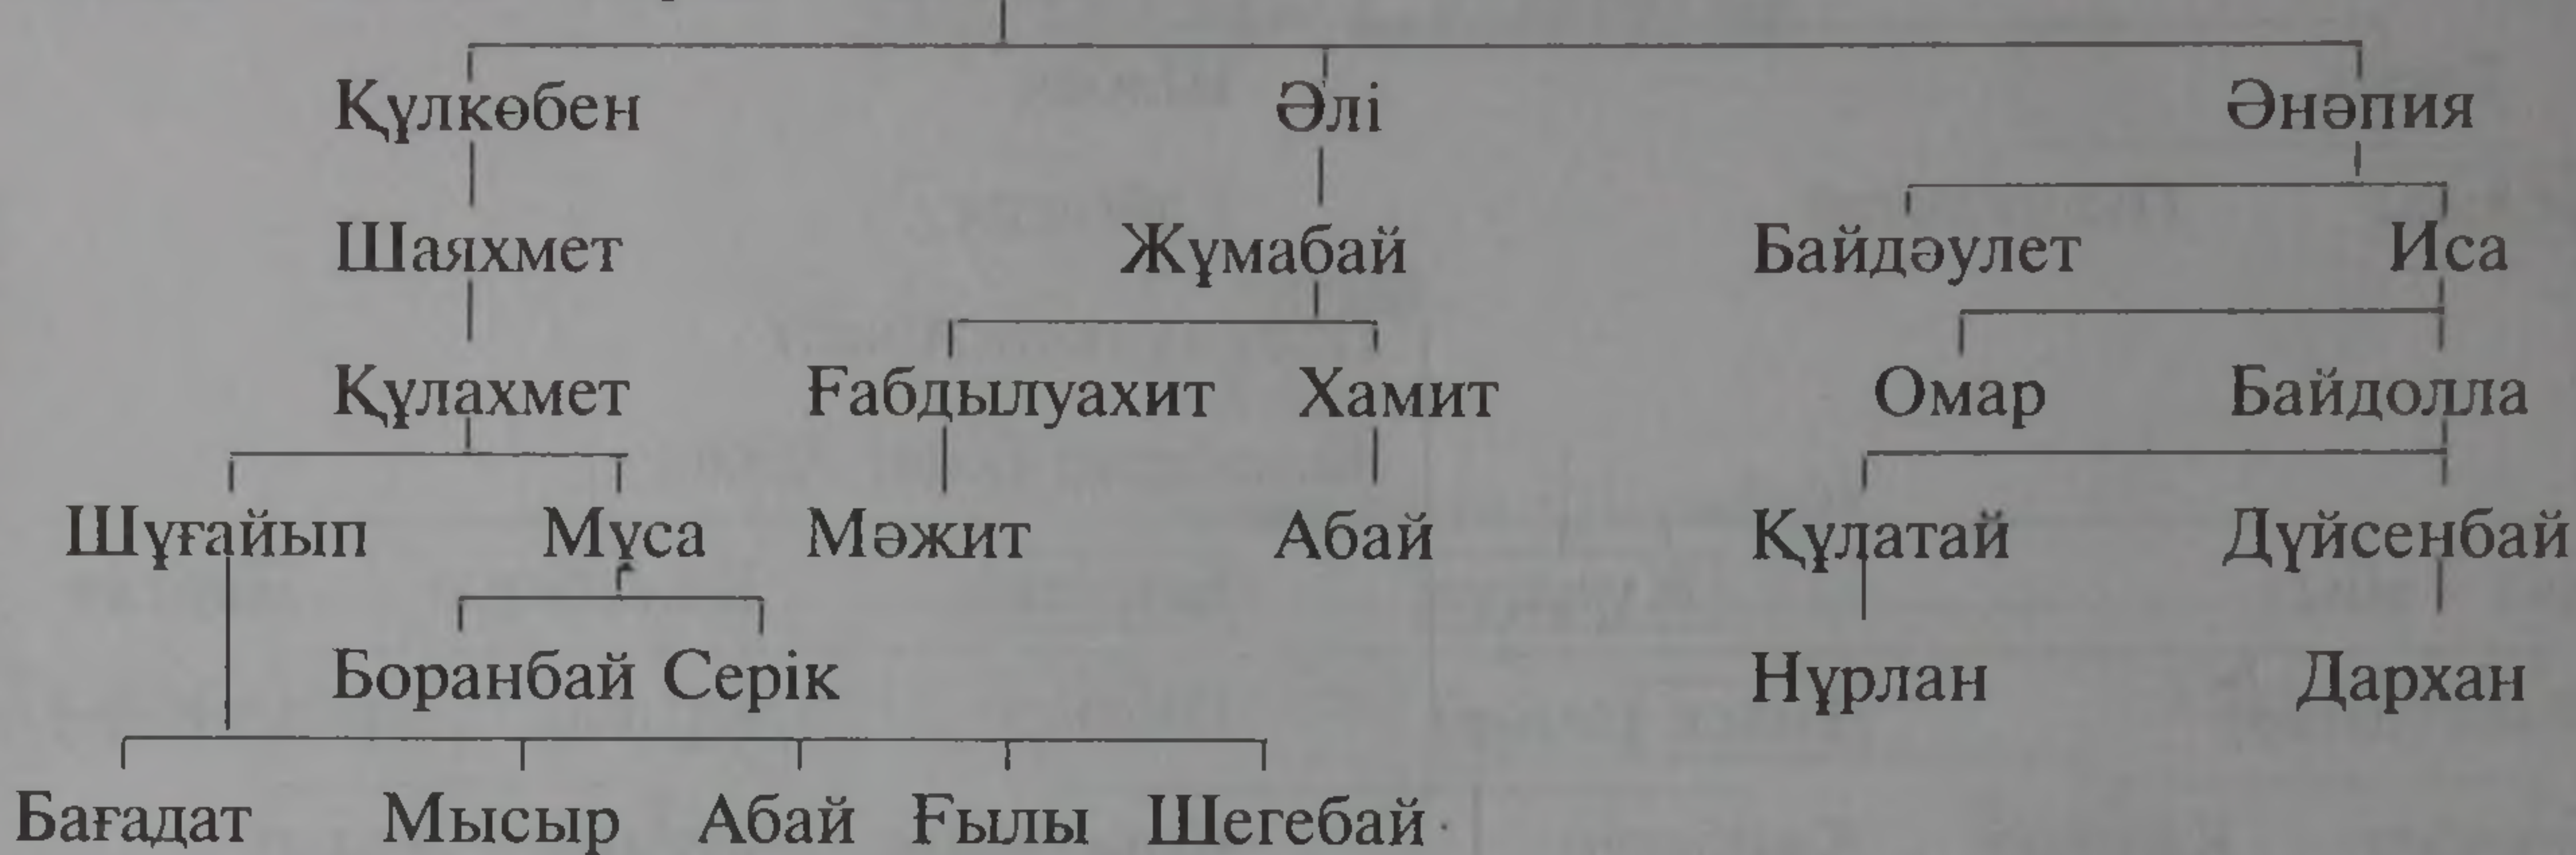 Құлкөбен Әлі Әнәпия
Шаяхмет Жұмабай Байдәулет Иса
Құлахмет Ғабдылуахит Хамит Омар Байдолла
Шұғайып Мұса Мәжит Абай Құлатай Дүйсенбай
Боранбай Серік Нұрлан Дархан
Бағадат Мысыр Абай Ғылы Шегебай